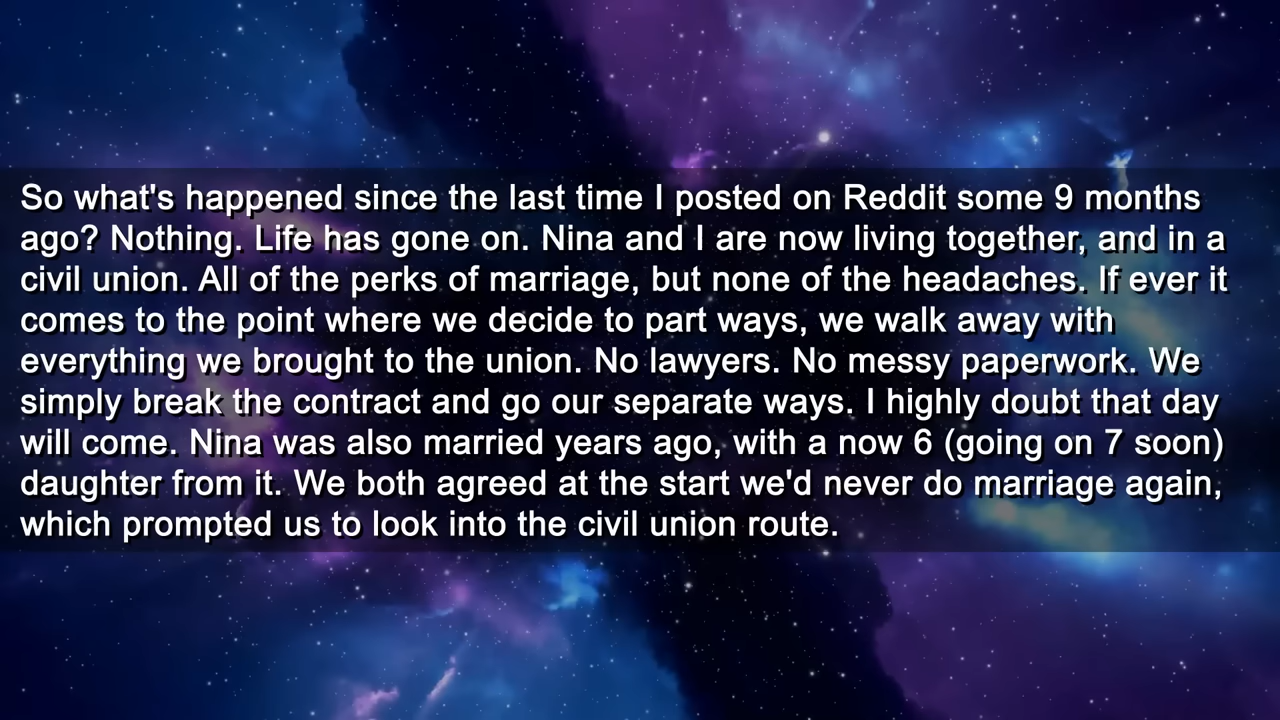 So what's happened since the last time I posted on Reddit some 9 months
ago? Nothing. Life has gone on. Nina and I are now living together, and in a
civil union. All of the perks of marriage, but none of the headaches. If ever it
comes to the point where we decide to part ways, we walk away with
everything we brought to the union. No lawyers. No messy paperwork. We
simply break the contract and go our separate ways. I highly doubt that day
will come. Nina was also married years ago, with a now 6 (going on 7 soon)
daughter from it. We both agreed at the start we'd never do marriage again,
which prompted us to look into the civil union route.